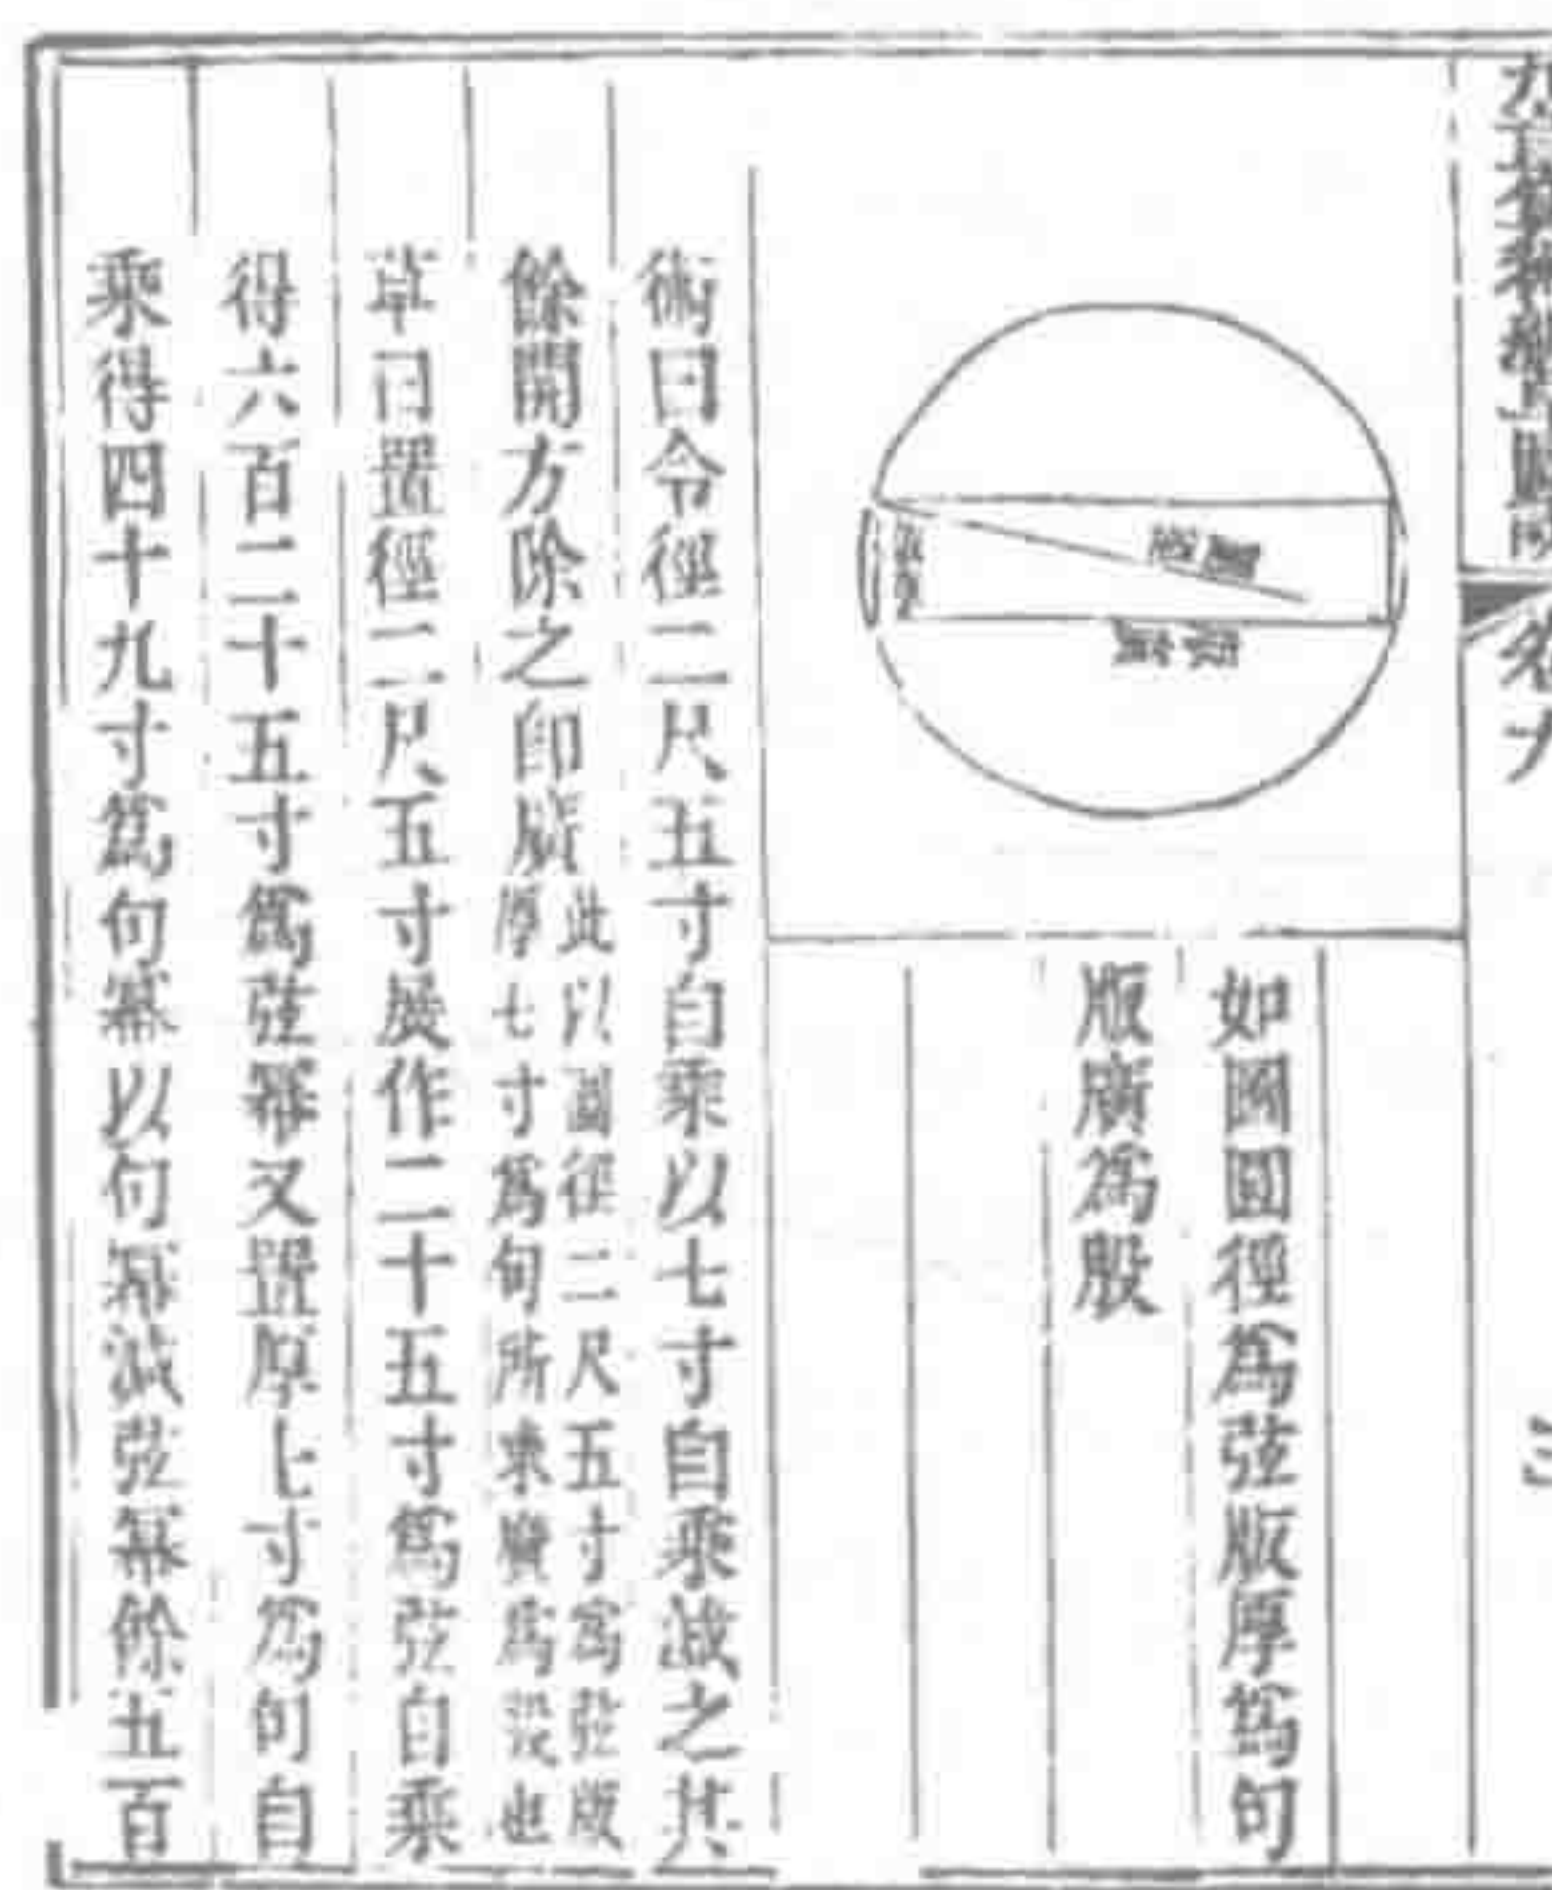 如圖圓徑為弦版厚為句
版廣為股
術曰令徑二尺五寸自乘以七寸自乘減之其
餘開方除之即廣
此以圓徑二尺五寸為弦版
厚七寸為句所求廣為股也
草曰置徑二尺五寸展作二十五寸為弦自乘
得六百二十五寸為弦冪又置厚七寸為句自
乘得四十九寸為句冪以句冪減弦冪餘五百